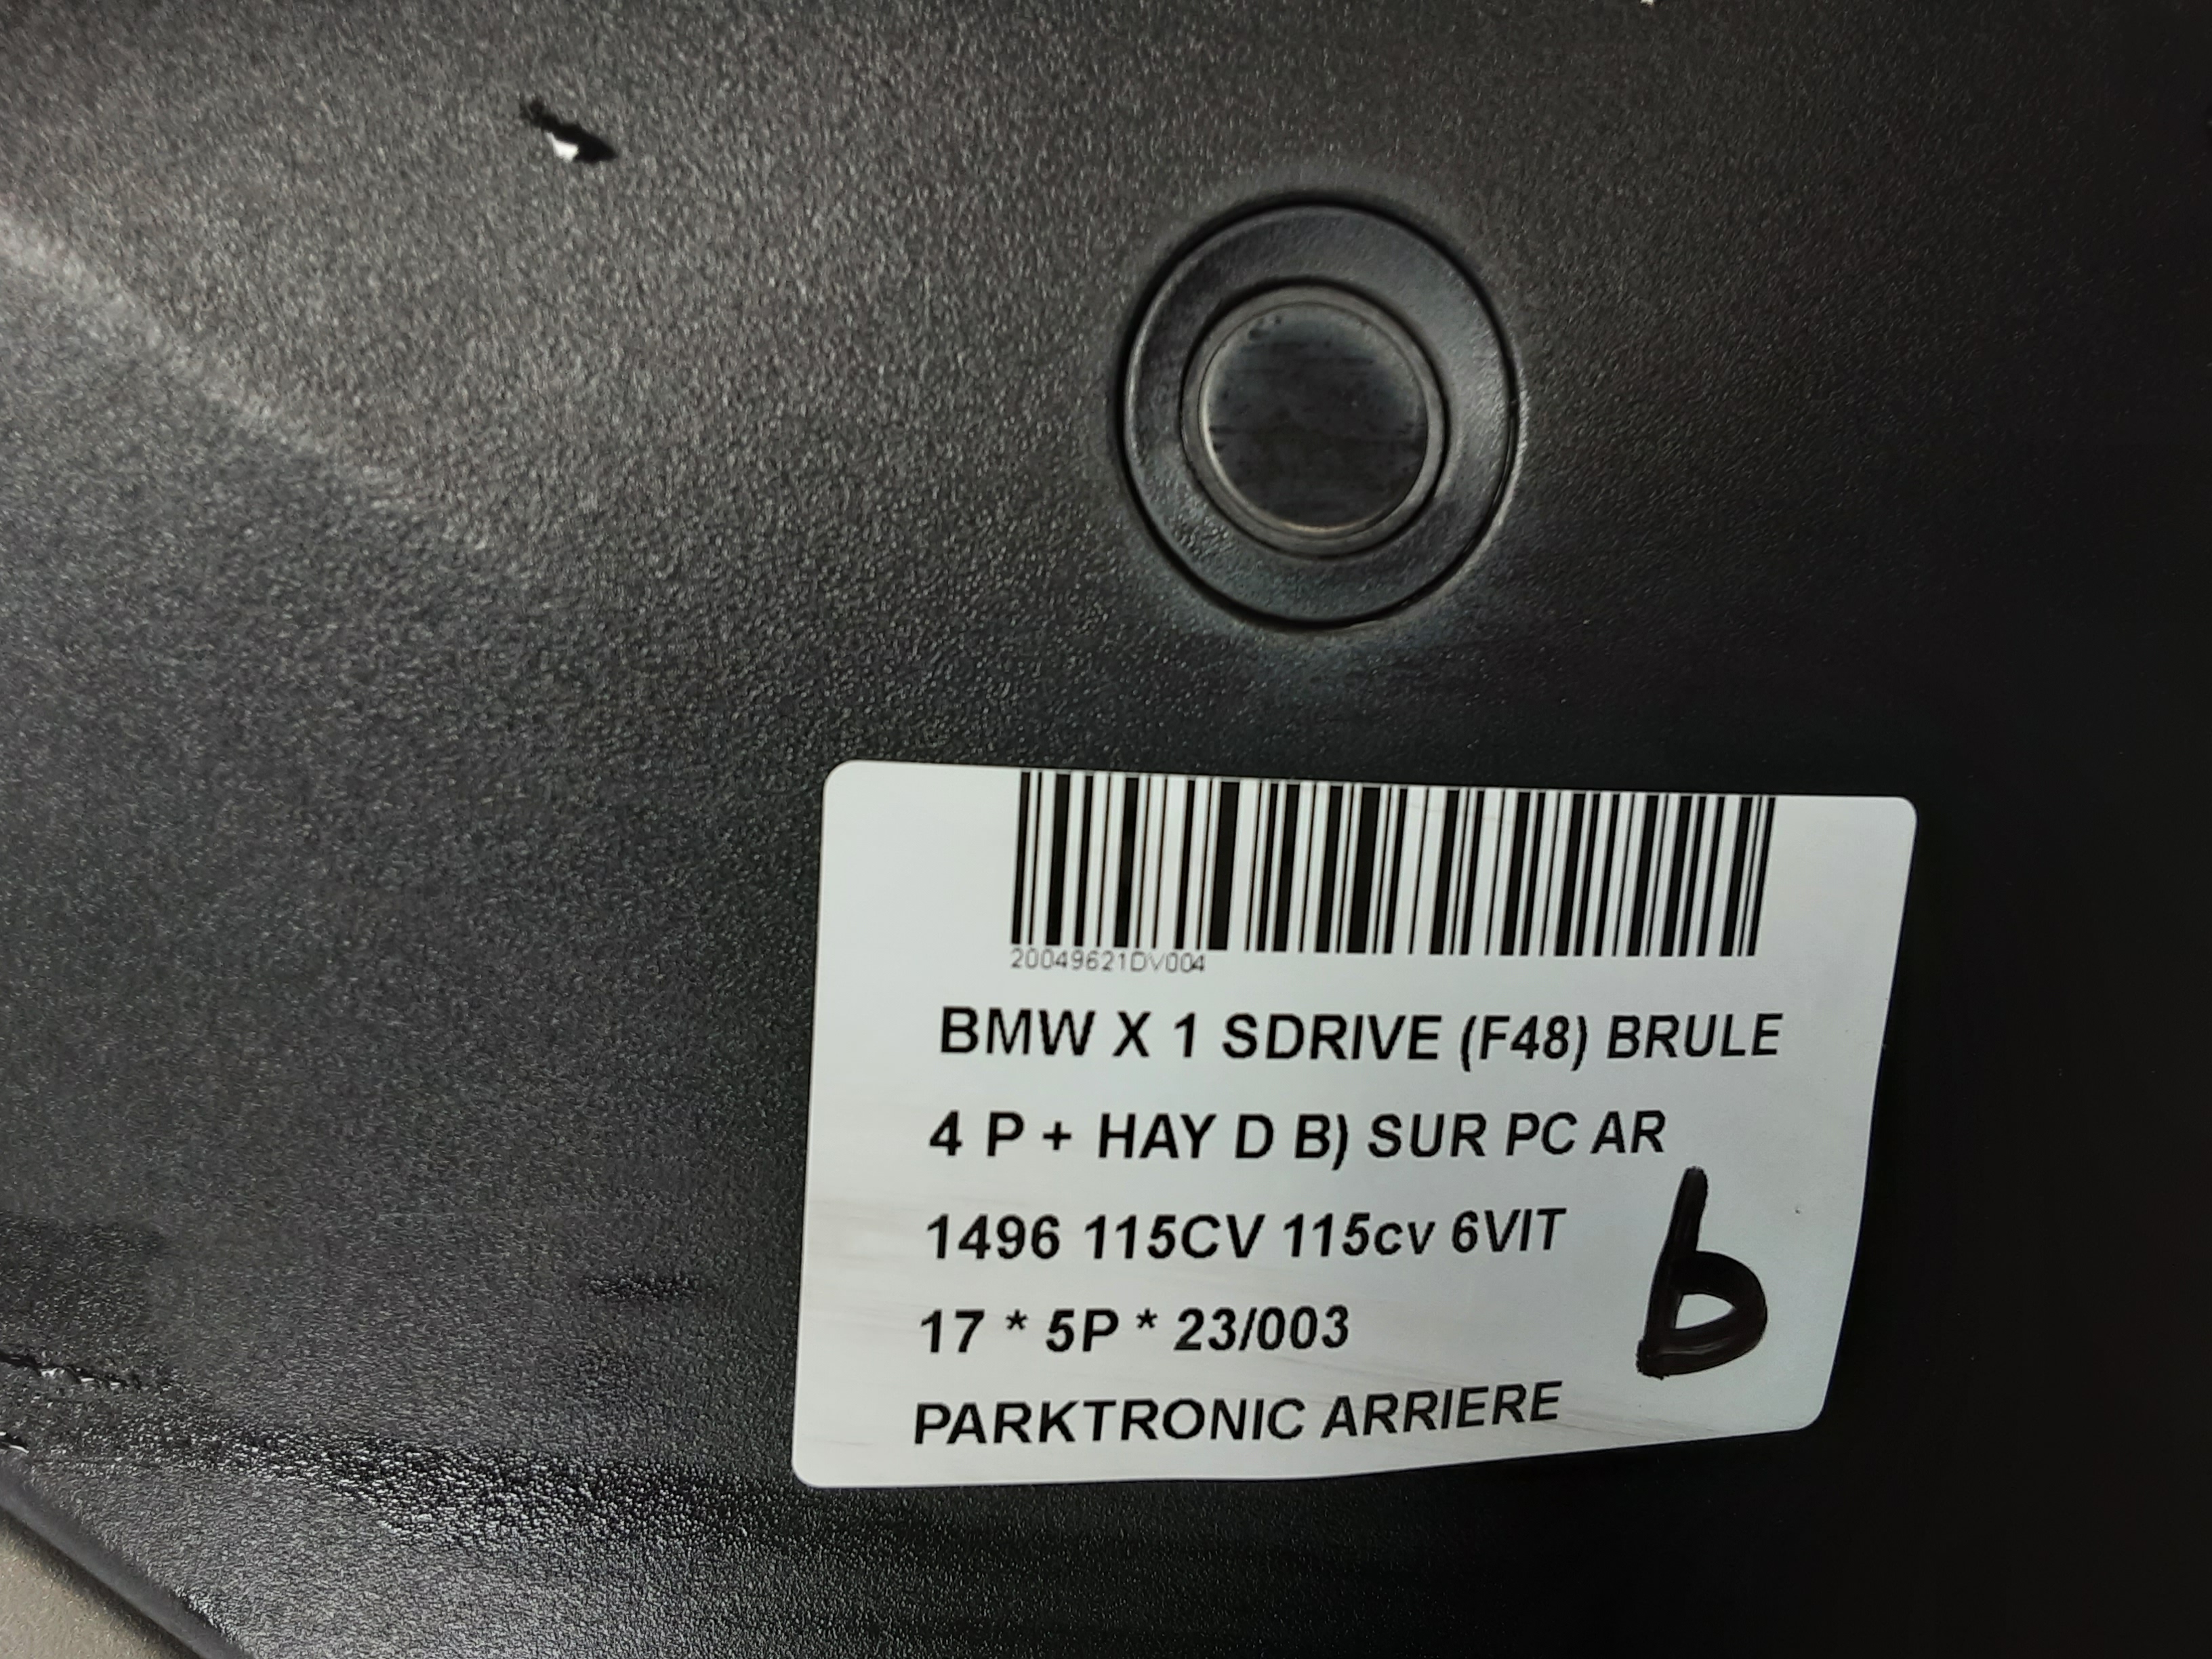 20049621DV004
BMW X 1 SDRIVE (F48) BRULE
4 P + HAY D B) SUR PC AR
1496 115CV 115cv 6VIT
17 * 5P * 23/003
PARKTRONIC ARRIERE
b